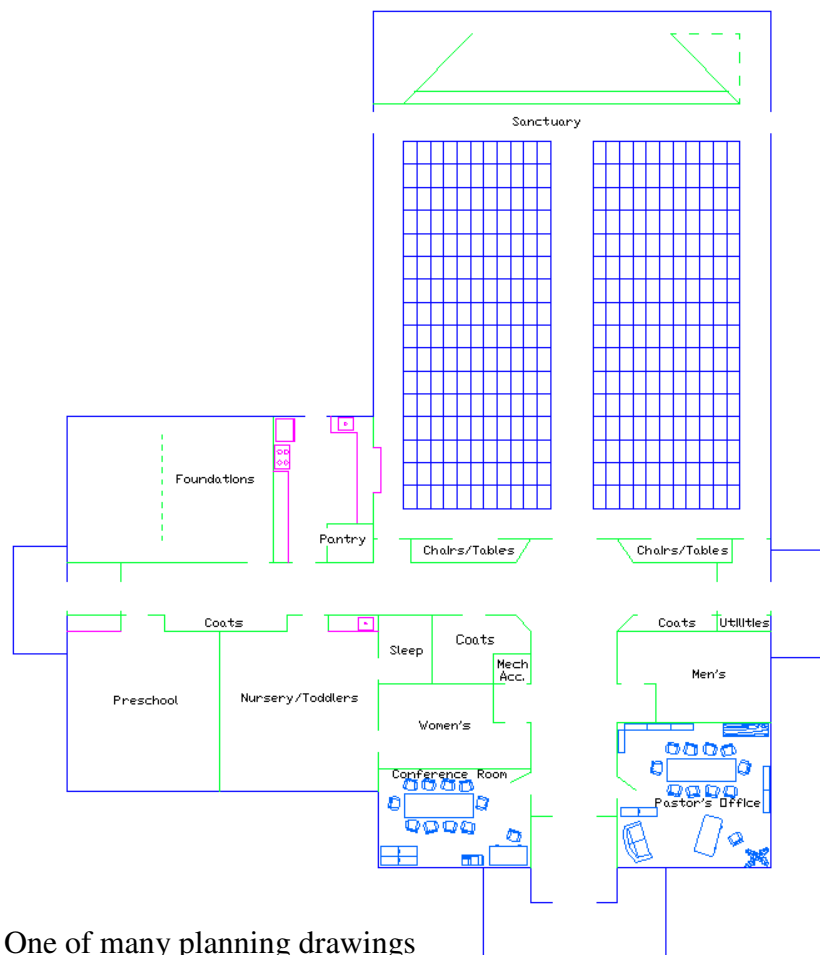 Sanctuary
Foundations
Pantry
Chairs/Tables
Chairs/Tables
Coats
Coats
Utilities
Sleep
Coats
Mech
Acc.
Men's
Preschool
Nursery/Toddlers
Women's
Conference Room
Pastor's Office
One of many planning drawings